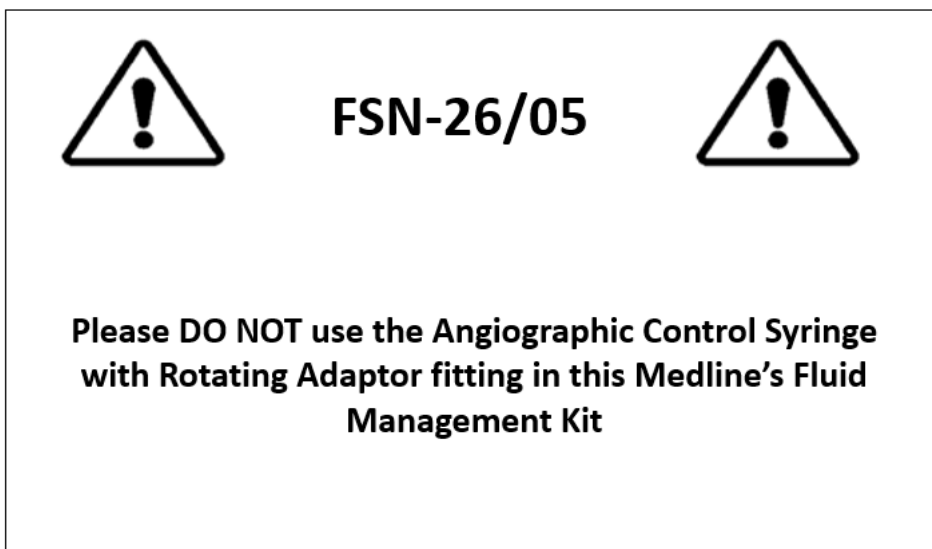 FSN-26/05
Please DO NOT use the Angiographic Control Syringe
with Rotating Adaptor fitting in this Medline’s Fluid
Management Kit